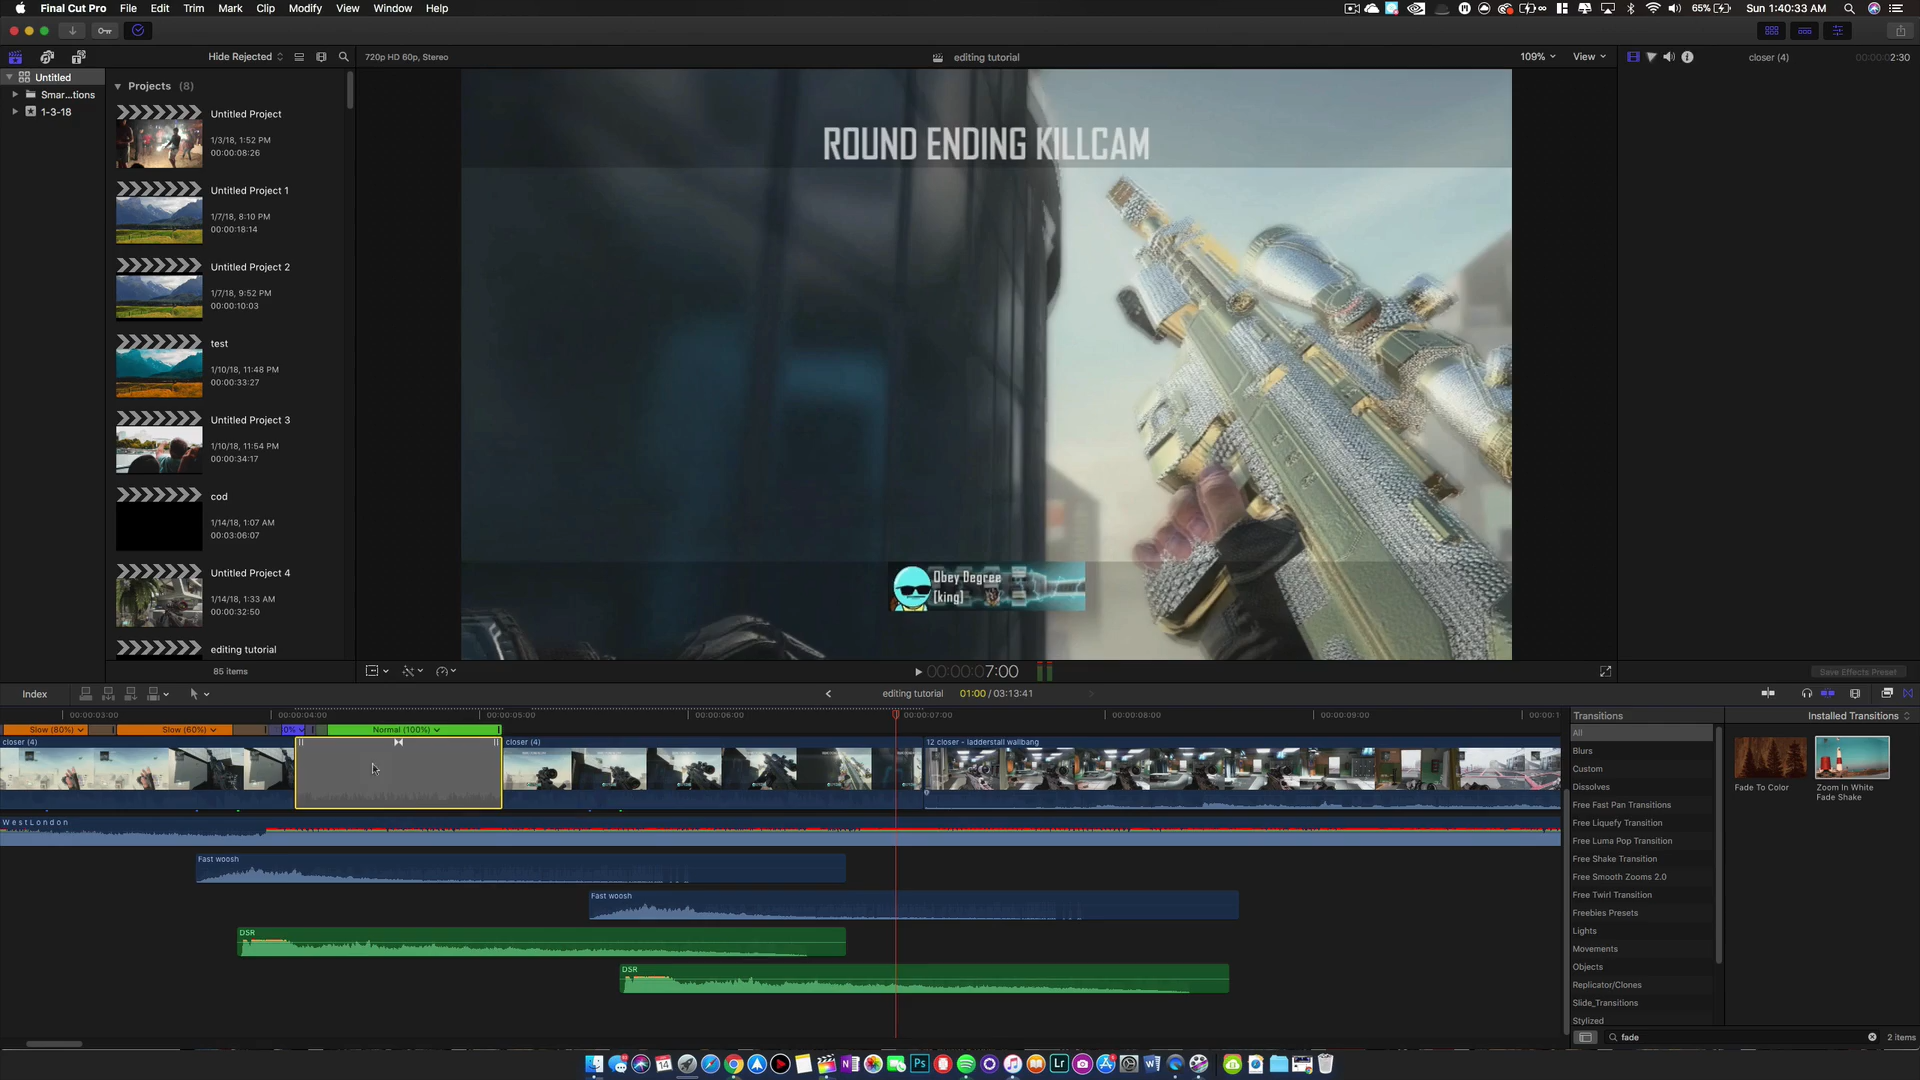 Final Cut Pro File Edit Trim Mark Clip Modify View Window Help
65% Sun 1:40:33 AM
Hide Rejected
720p HD 60p, Stereo
editing tutorial
109%
View
closer (4)
2:30
Untitled
Smar...tions
1-3-18
Projects (8)
Untitled Project
1/3/18, 1:52 PM
00:00:08:26
Untitled Project 1
1/7/18, 8:10 PM
00:00:18:14
Untitled Project 2
1/7/18, 9:52 PM
00:00:10:03
test
1/10/18, 11:48 PM
00:00:33:27
Untitled Project 3
1/10/18, 11:54 PM
00:00:34:17
cod
1/14/18, 1:07 AM
00:03:06:07
Untitled Project 4
1/14/18, 1:33 AM
00:00:32:50
editing tutorial
85 items
ROUND ENDING KILLCAM
Obey Degree
[king]
00:00:07:00
Save Effects Preset
Index
editing tutorial 01:00 / 03:13:41
00:00:03:00
00:00:04:00
00:00:05:00
00:00:06:00
00:00:07:00
00:00:08:00
00:00:09:00
Slow (80%)
Slow (60%)
0%
Normal (100%)
closer (4)
closer (4)
12 closer - ladderstall wallbang
WestLondon
Fast woosh
Fast woosh
DSR
DSR
Transitions
Installed Transitions
All
Blurs
Custom
Dissolves
Free Fast Pan Transitions
Free Liquefy Transition
Free Luma Pop Transition
Free Shake Transition
Free Smooth Zooms 2.0
Free Twirl Transition
Freebies Presets
Lights
Movements
Objects
Replicator/Clones
Slide_Transitions
Stylized
Fade To Color
Zoom In White
Fade Shake
fade
2 items